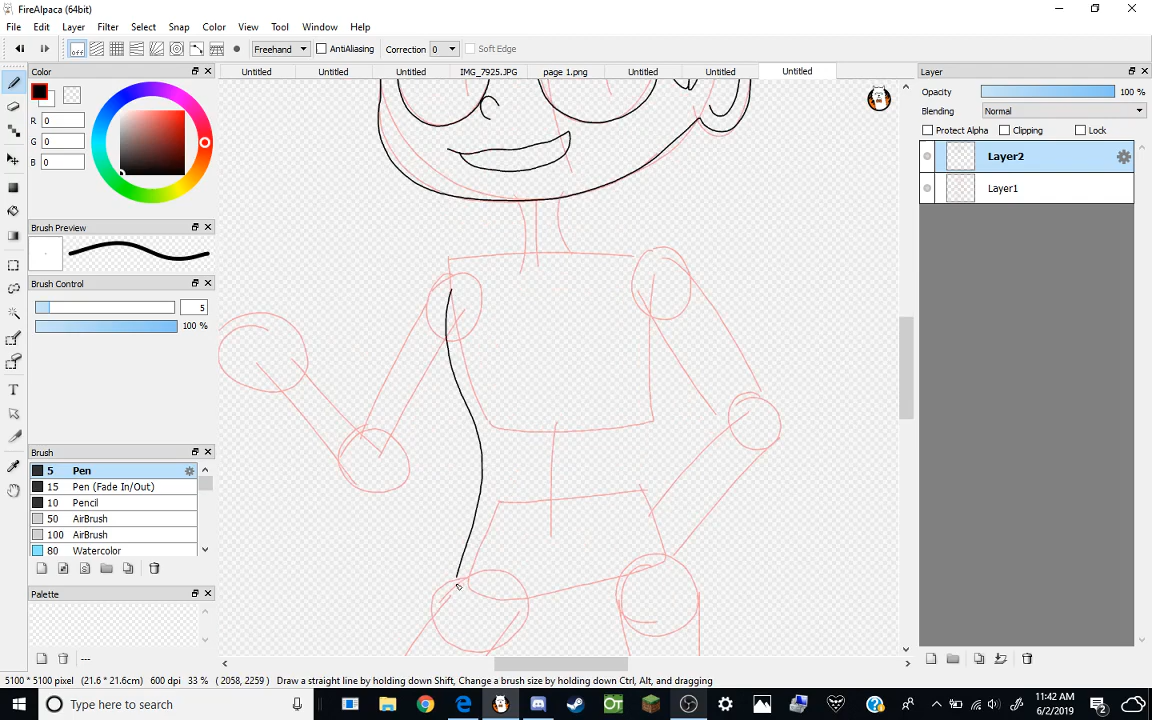 FireAlpaca (64bit)
File Edit Layer Filter Select Snap Color View Tool Window Help
off Freehand AntiAliasing Correction 0 Soft Edge
Color
Untitled Untitled Untitled IMG_7925.JPG page 1.png Untitled Untitled Untitled
Layer
R 0
G 0
B 0
Opacity 100 %
Blending Normal
Protect Alpha Clipping Lock
Layer2
Layer1
Brush Preview
Brush Control
5
100 %
Brush
5 Pen
15 Pen (Fade In/Out)
10 Pencil
50 AirBrush
100 AirBrush
80 Watercolor
Palette
---
5100 * 5100 pixel (21.6 * 21.6cm) 600 dpi 33 % ( 2058, 2259 ) Draw a straight line by holding down Shift, Change a brush size by holding down Ctrl, Alt, and dragging
Type here to search
OT
11:42 AM
6/2/2019
2